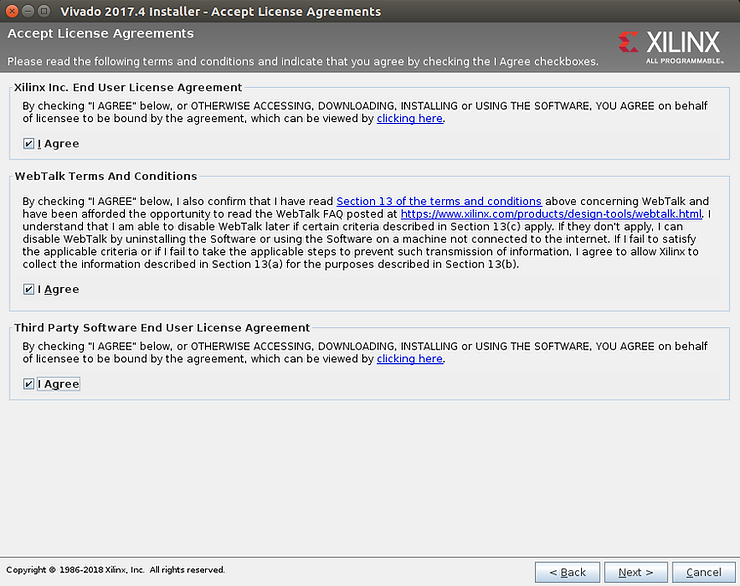 Vivado 2017.4 Installer - Accept License Agreements
Accept License Agreements
XILINX
ALL PROGRAMMABLE™
Please read the following terms and conditions and indicate that you agree by checking the I Agree checkboxes.
Xilinx Inc. End User License Agreement
By checking "I AGREE" below, or OTHERWISE ACCESSING, DOWNLOADING, INSTALLING or USING THE SOFTWARE, YOU AGREE on behalf
of licensee to be bound by the agreement, which can be viewed by clicking here.
I Agree
WebTalk Terms And Conditions
By checking "I AGREE" below, I also confirm that I have read Section 13 of the terms and conditions above concerning WebTalk and
have been afforded the opportunity to read the WebTalk FAQ posted at https://www.xilinx.com/products/design-tools/webtalk.html. I
understand that I am able to disable WebTalk later if certain criteria described in Section 13(c) apply. If they don't apply, I can
disable WebTalk by uninstalling the Software or using the Software on a machine not connected to the internet. If I fail to satisfy
the applicable criteria or if I fail to take the applicable steps to prevent such transmission of information, I agree to allow Xilinx to
collect the information described in Section 13(a) for the purposes described in Section 13(b).
I Agree
Third Party Software End User License Agreement
By checking "I AGREE" below, or OTHERWISE ACCESSING, DOWNLOADING, INSTALLING or USING THE SOFTWARE, YOU AGREE on behalf
of licensee to be bound by the agreement, which can be viewed by clicking here.
I Agree
Copyright © 1986-2018 Xilinx, Inc. All rights reserved.
< Back Next > Cancel